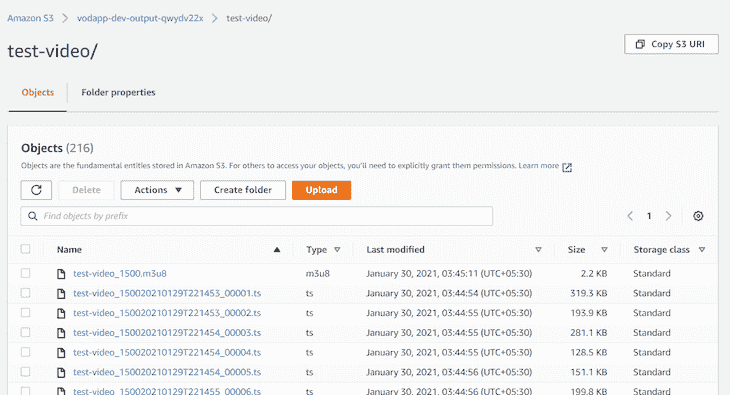 Amazon S3 > vodapp-dev-output-qwydv22x > test-video/
test-video/
Copy S3 URI
Objects
Folder properties
Objects (216)
Objects are the fundamental entities stored in Amazon S3. For others to access your objects, you'll need to explicitly grant them permissions. Learn more
Delete
Actions
Create folder
Upload
Find objects by prefix
1
Name Type Last modified Size Storage class
test-video_1500.m3u8 m3u8 January 30, 2021, 03:45:11 (UTC+05:30) 2.2 KB Standard
test-video_150020210129T221453_00001.ts ts January 30, 2021, 03:44:54 (UTC+05:30) 319.3 KB Standard
test-video_150020210129T221453_00002.ts ts January 30, 2021, 03:44:55 (UTC+05:30) 193.9 KB Standard
test-video_150020210129T221454_00003.ts ts January 30, 2021, 03:44:55 (UTC+05:30) 281.1 KB Standard
test-video_150020210129T221454_00004.ts ts January 30, 2021, 03:44:55 (UTC+05:30) 128.5 KB Standard
test-video_150020210129T221454_00005.ts ts January 30, 2021, 03:44:56 (UTC+05:30) 151.1 KB Standard
test-video_150020210129T221455_00006.ts ts January 30, 2021, 03:44:56 (UTC+05:30) 199.8 KB Standard